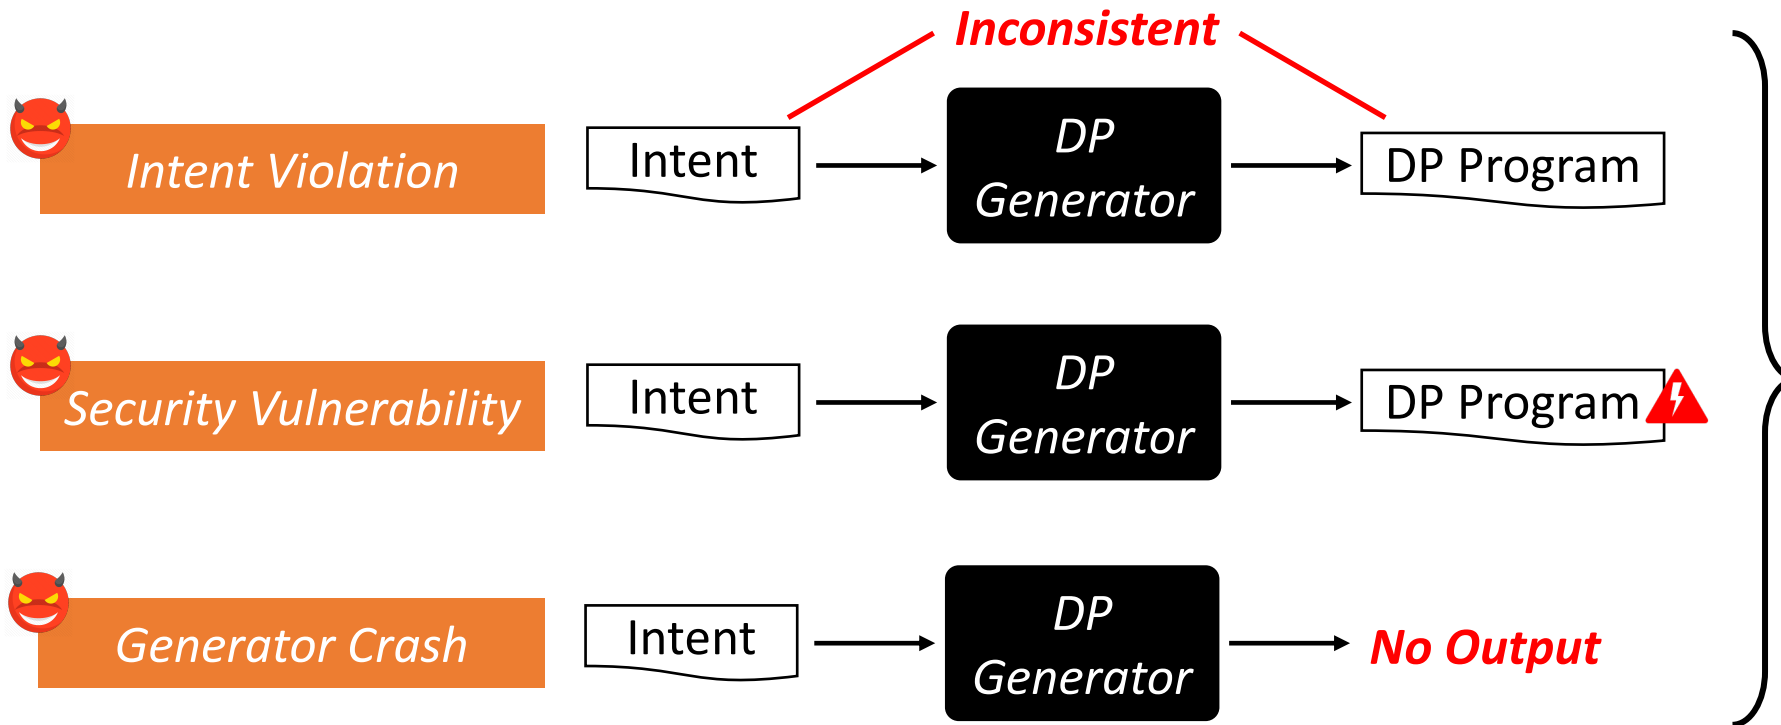 Inconsistent
Intent Violation
Intent
DP
Generator
DP Program
Security Vulnerability
Intent
DP
Generator
DP Program
Generator Crash
Intent
DP
Generator
No Output